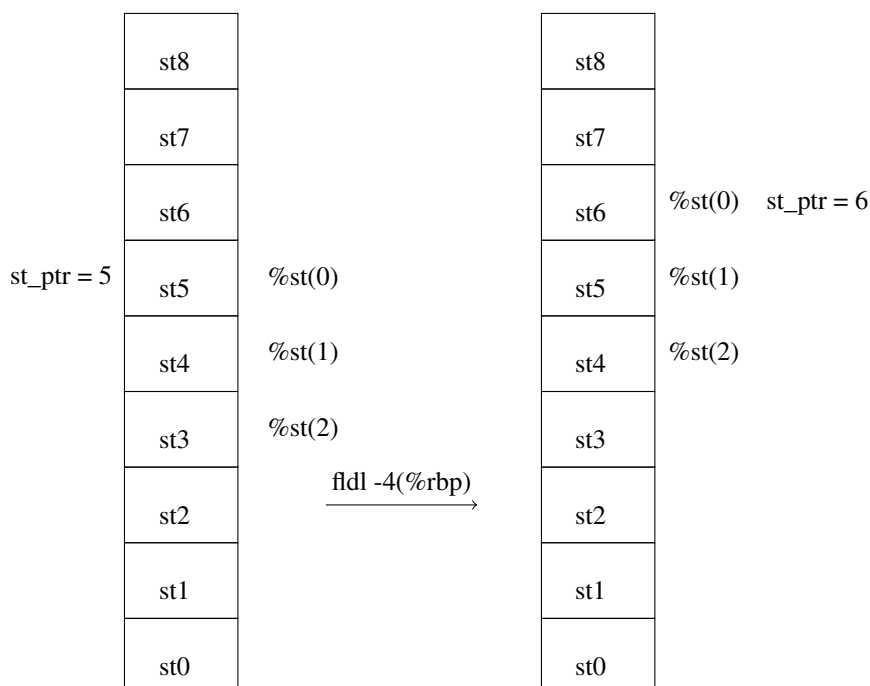 st8 st8
st7 st7
st6 st6 %st(0) st_ptr = 6
st_ptr = 5 st5 %st(0) st5 %st(1)
st4 %st(1) st4 %st(2)
st3 %st(2) st3
fldl -4(%rbp)
st2 st2
st1 st1
st0 st0